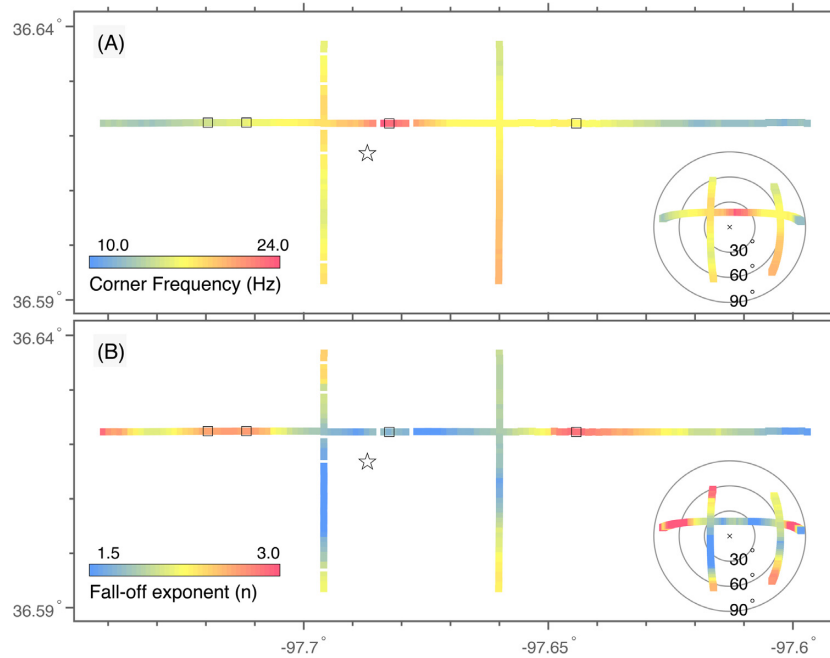 36.64°
(A)
10.0 24.0
Corner Frequency (Hz)
30°
60°
90°
36.59°
36.64°
(B)
1.5 3.0
Fall-off exponent (n)
30°
60°
90°
36.59°
-97.7° -97.65° -97.6°